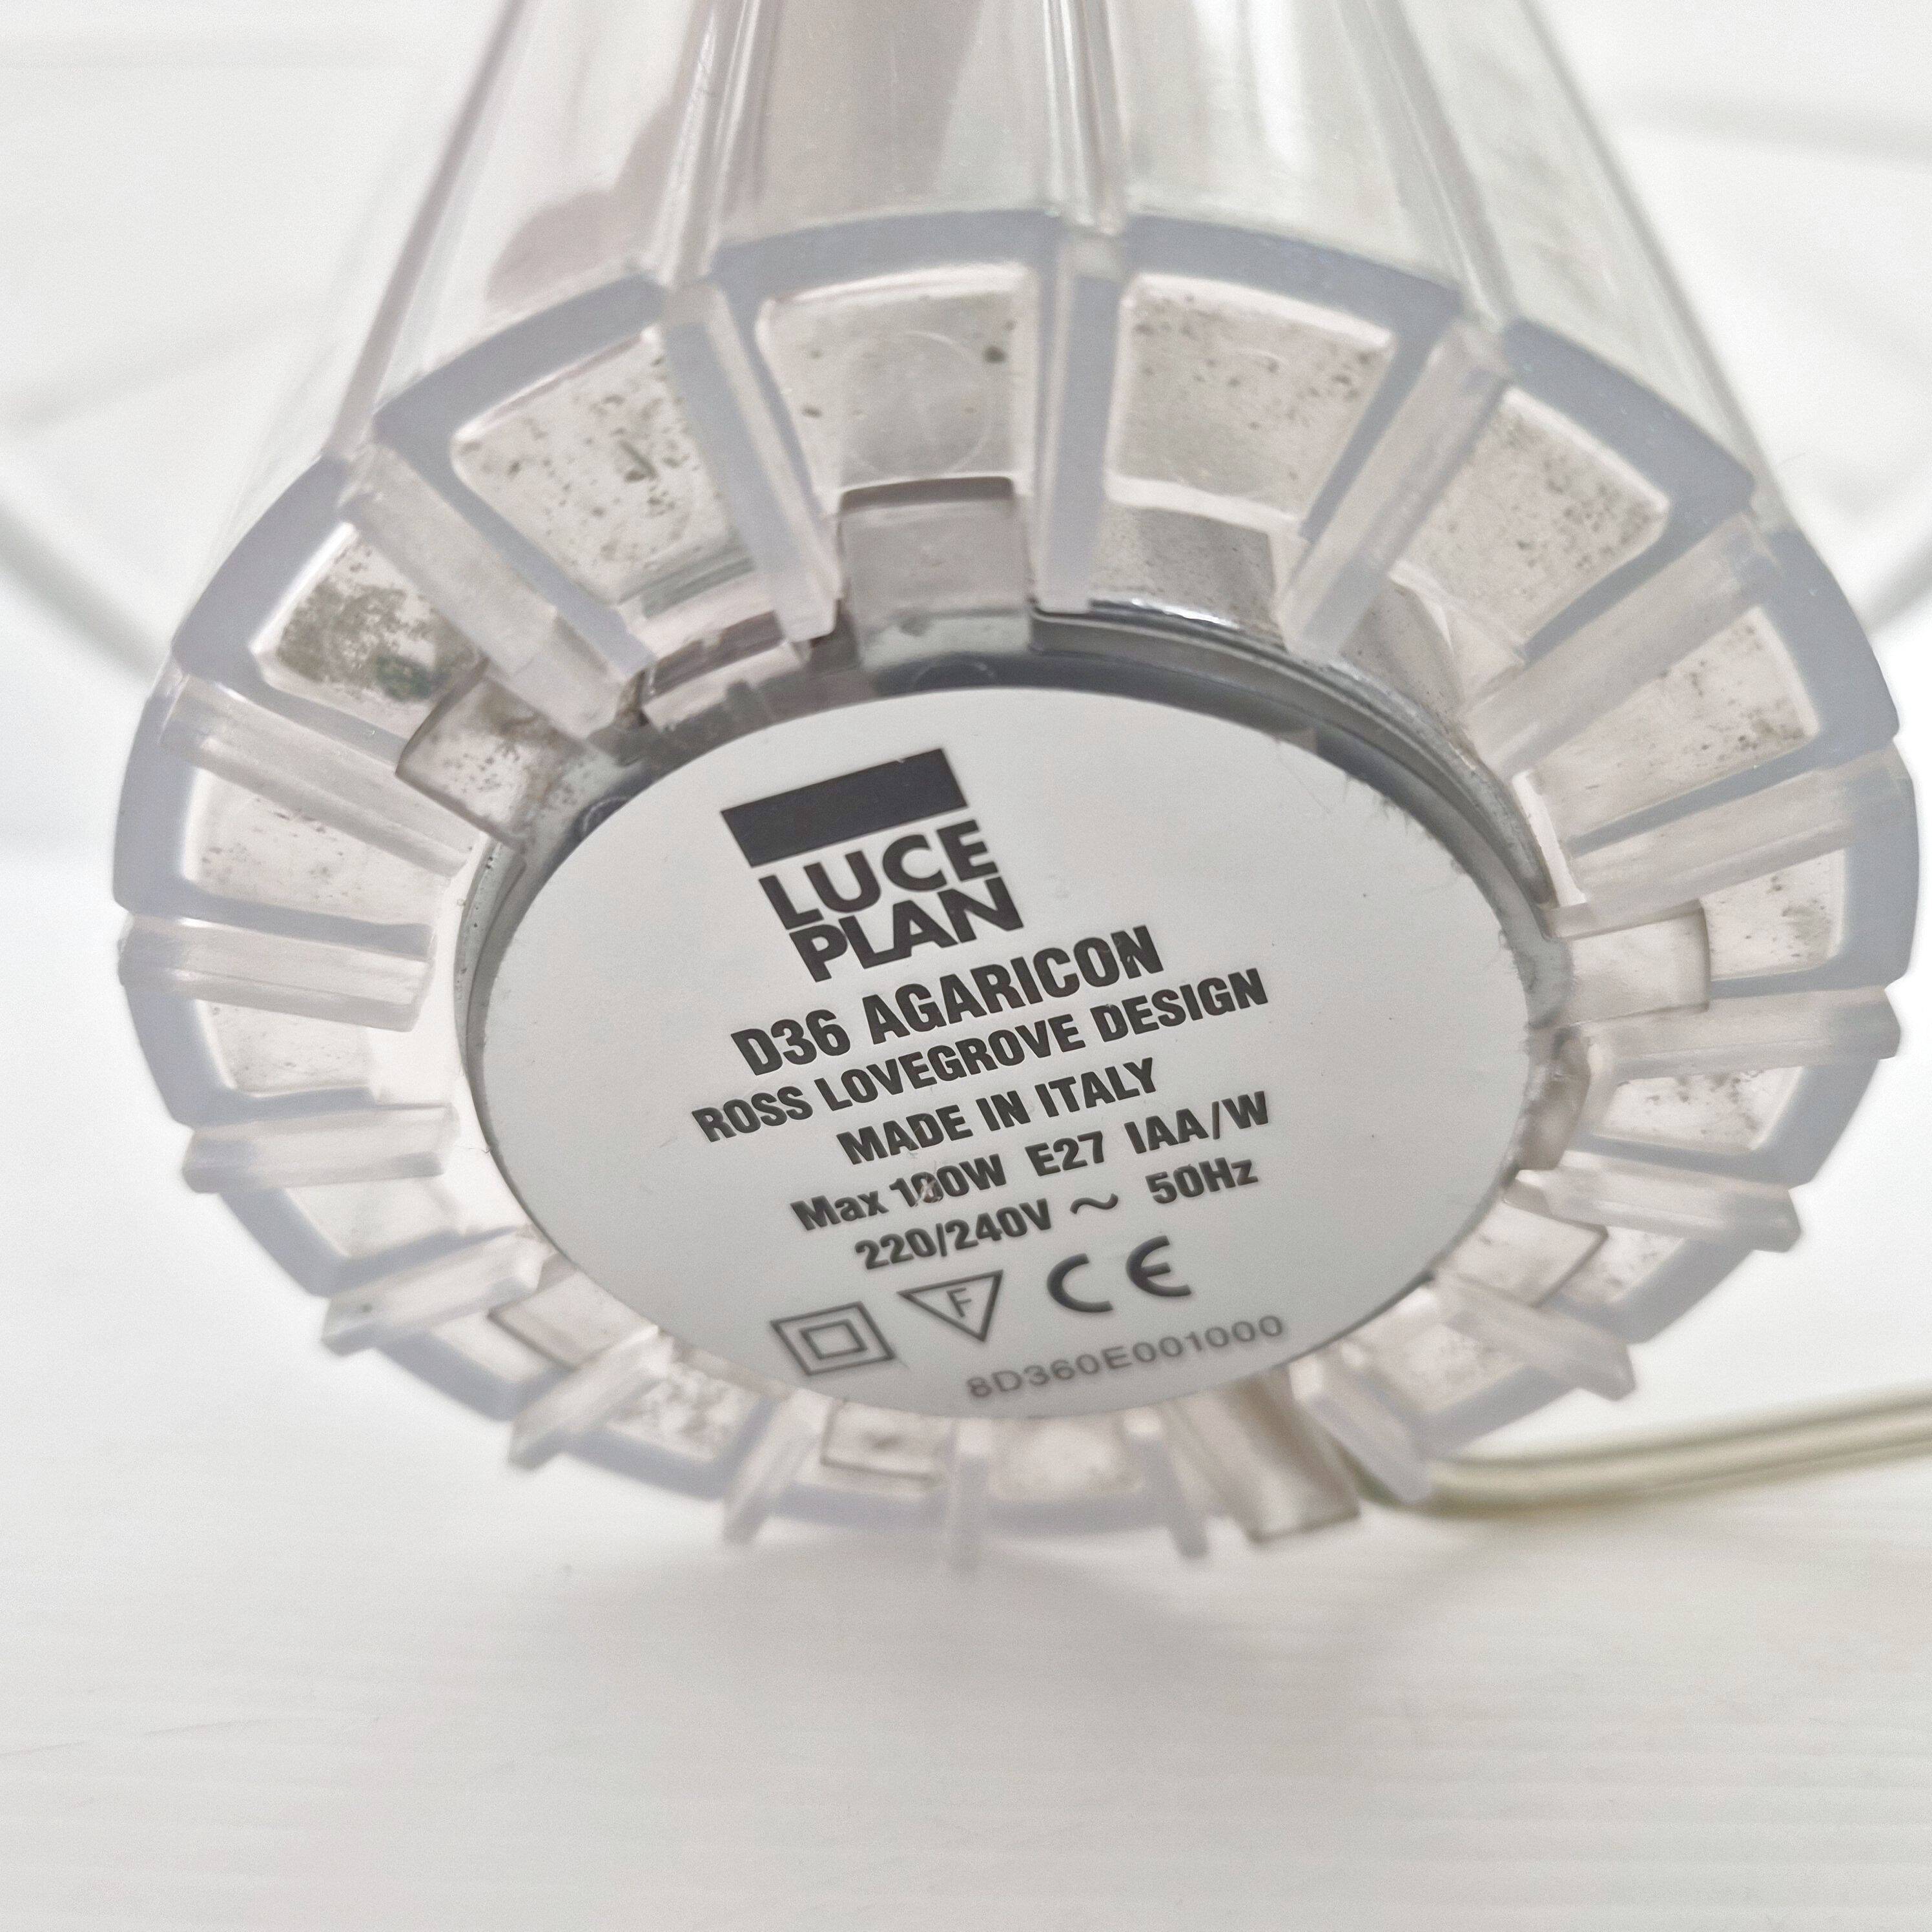 LUCE
PLAN
D36 AGARICON
ROSS LOVEGROVE DESIGN
MADE IN ITALY
Max 100W E27 IAA/W
220/240V ~ 50Hz
F CE
8D360E001000